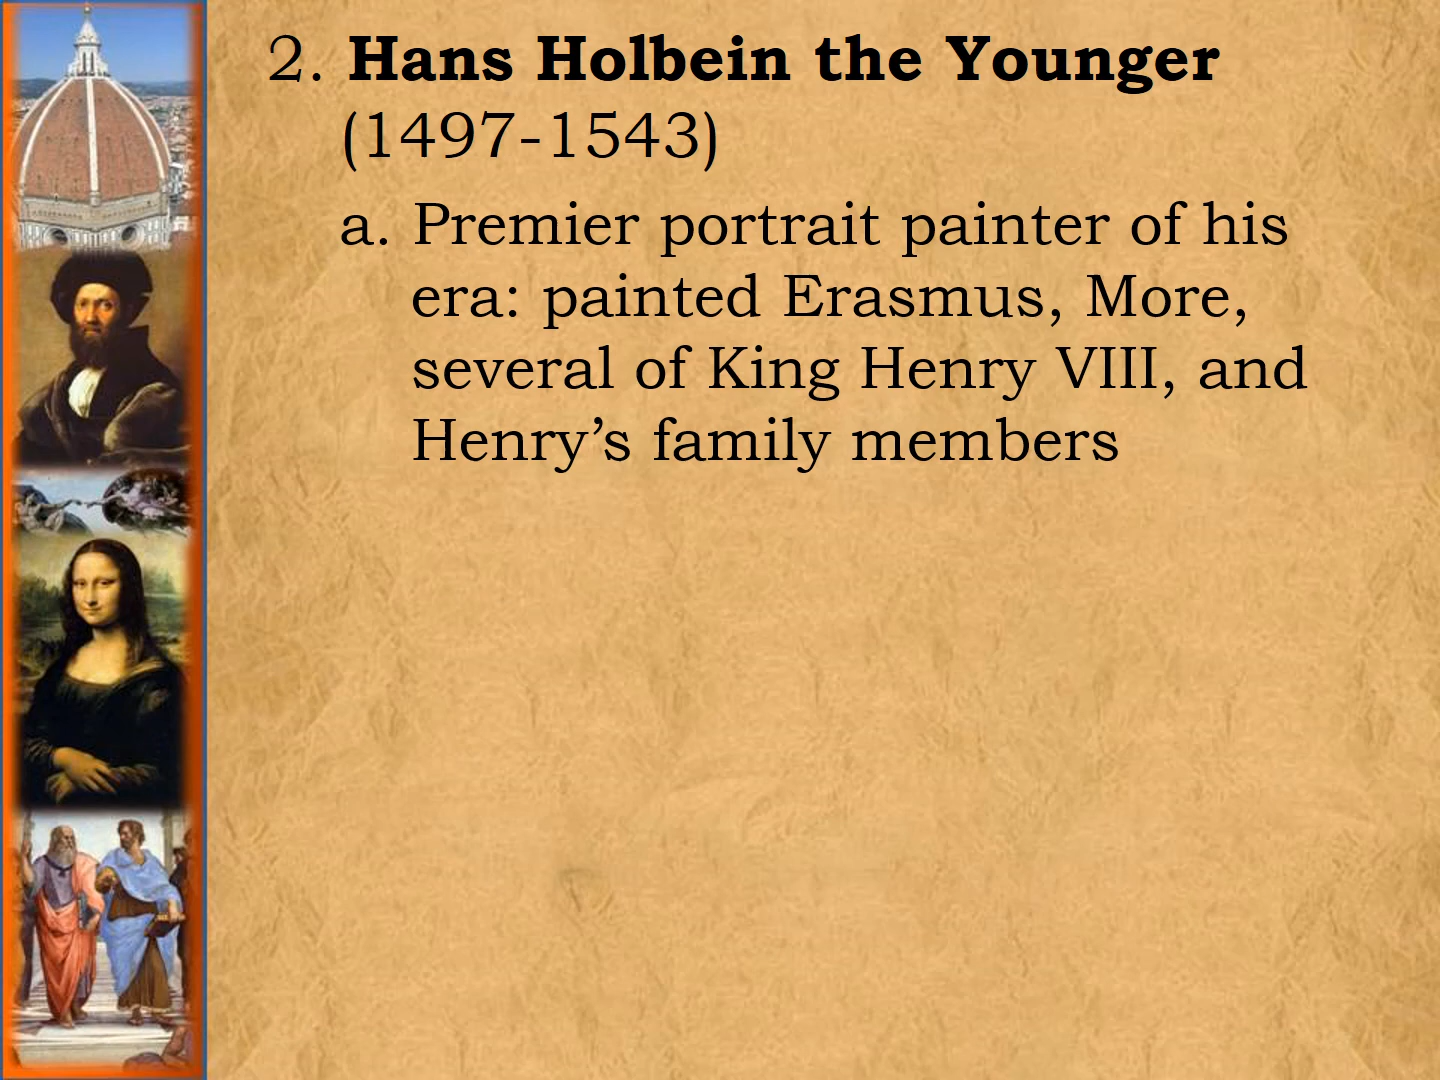 2. Hans Holbein the Younger
(1497-1543)
a. Premier portrait painter of his
era: painted Erasmus, More,
several of King Henry VIII, and
Henry’s family members